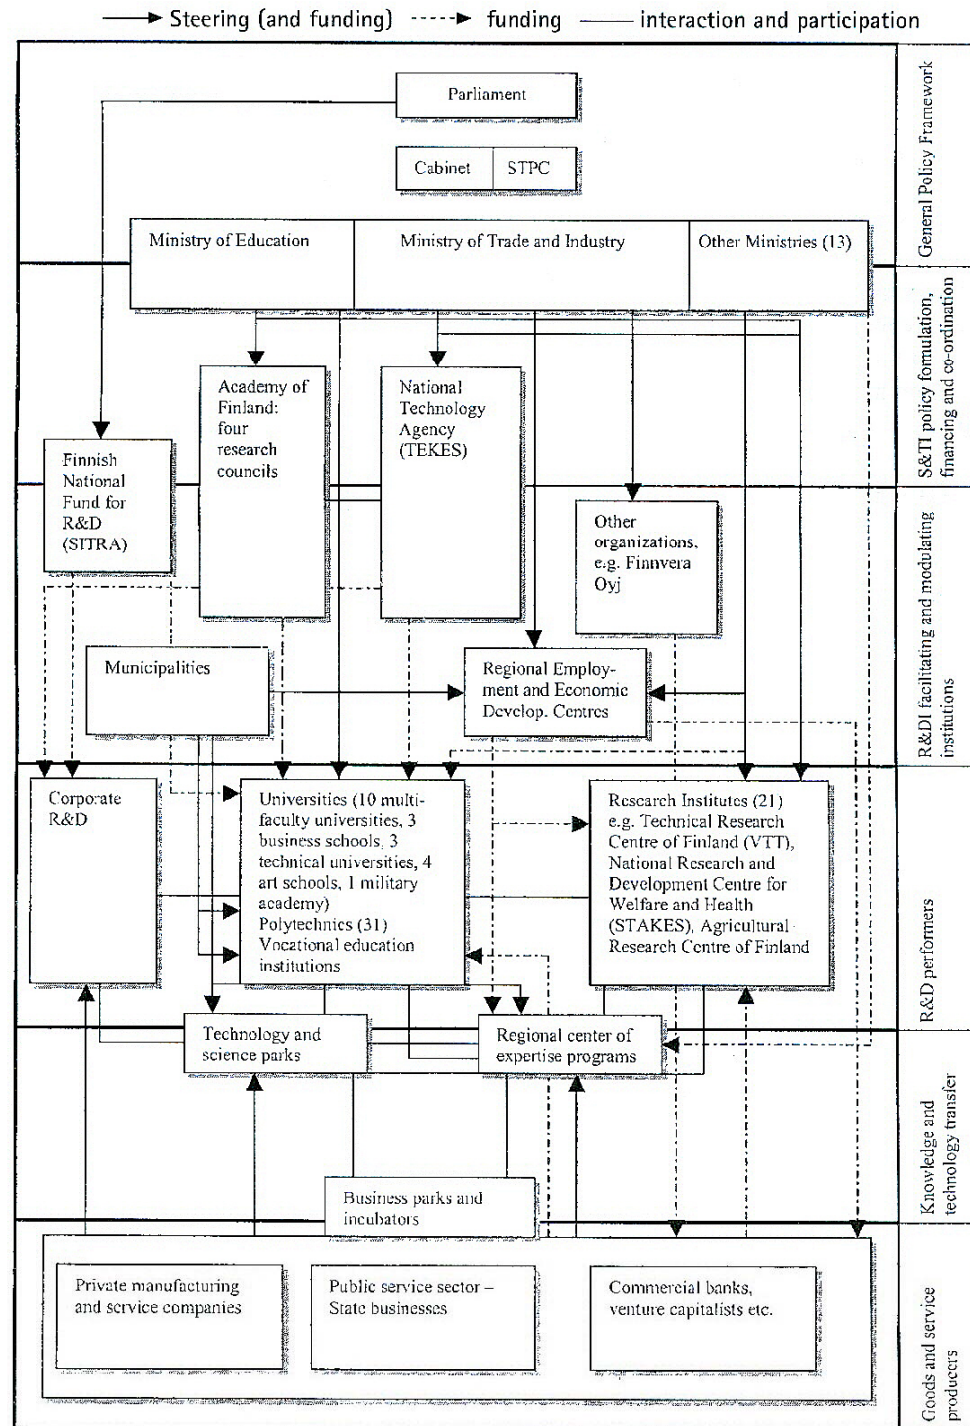 Steering (and funding)
funding
interaction and participation
Parliament
Cabinet
STPC
Ministry of Education
Ministry of Trade and Industry
Other Ministries (13)
General Policy Framework
Academy of
Finland:
four
research
councils
National
Technology
Agency
(TEKES)
S&TI policy formulation,
financing and co-ordination
Finnish
National
Fund for
R&D
(SITRA)
Other
organizations,
e.g. Finnvera
Oyj
Municipalities
Regional Employ-
ment and Economic
Develop. Centres
R&DI facilitating and modulating
institutions
Corporate
R&D
Universities (10 multi-
faculty universities, 3
business schools, 3
technical universities, 4
art schools, 1 military
academy)
Polytechnics (31)
Vocational education
institutions
Research Institutes (21)
e.g. Technical Research
Centre of Finland (VTT),
National Research and
Development Centre for
Welfare and Health
(STAKES), Agricultural
Research Centre of Finland
R&D performers
Technology and
science parks
Regional center of
expertise programs
Knowledge and
technology transfer
Business parks and
incubators
Private manufacturing
and service companies
Public service sector –
State businesses
Commercial banks,
venture capitalists etc.
Goods and service
producers